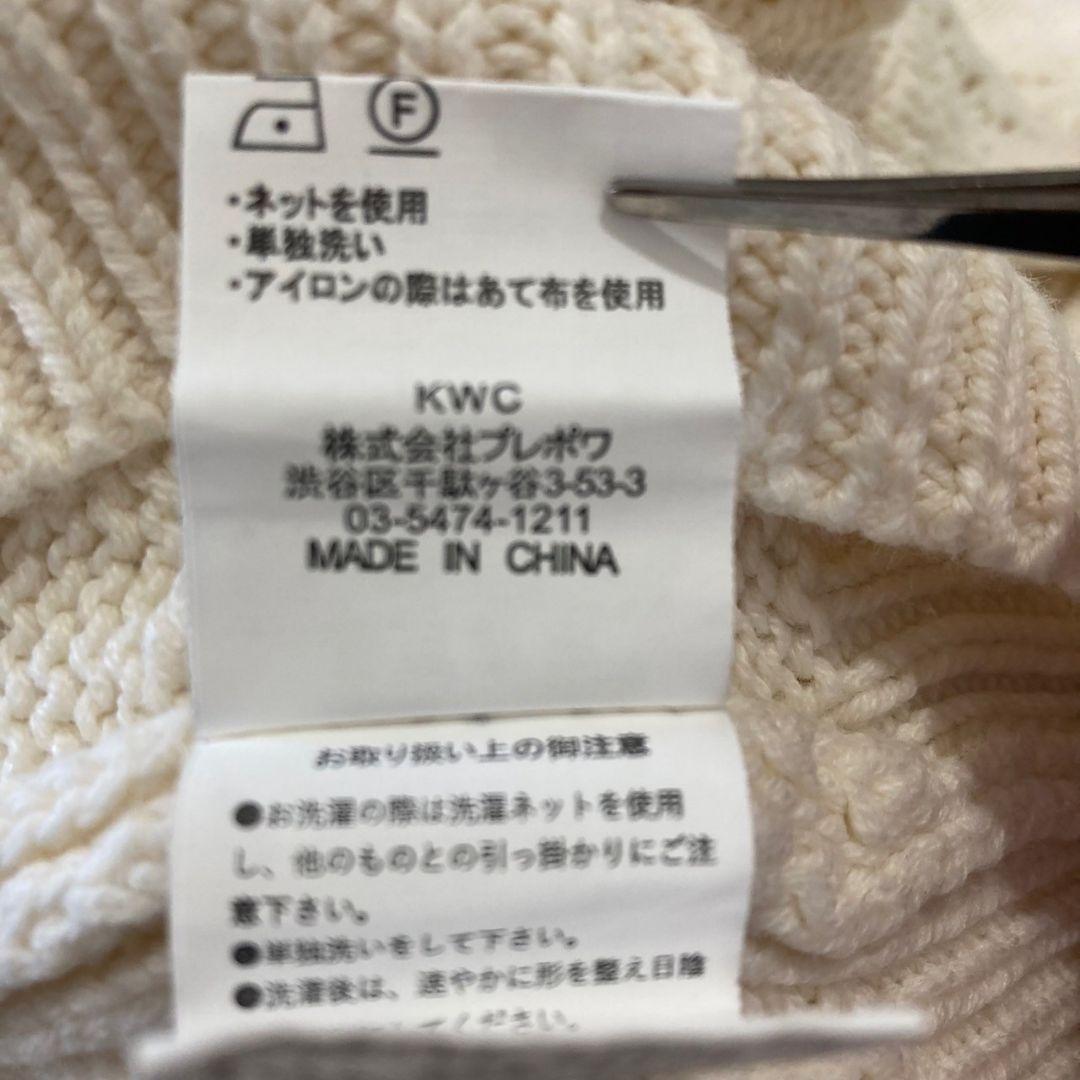 F
・ネットを使用
・単独洗い
・アイロンの際はあて布を使用
KWC
株式会社プレポワ
渋谷区千駄ヶ谷3-53-3
03-5474-1211
MADE IN CHINA
お取り扱い上の御注意
●お洗濯の際は洗濯ネットを使用
し、他のものとの引っ掛かりにご注
意下さい。
●単独洗いをして下さい。
●洗濯後は、速やかに形を整え日陰
してください。